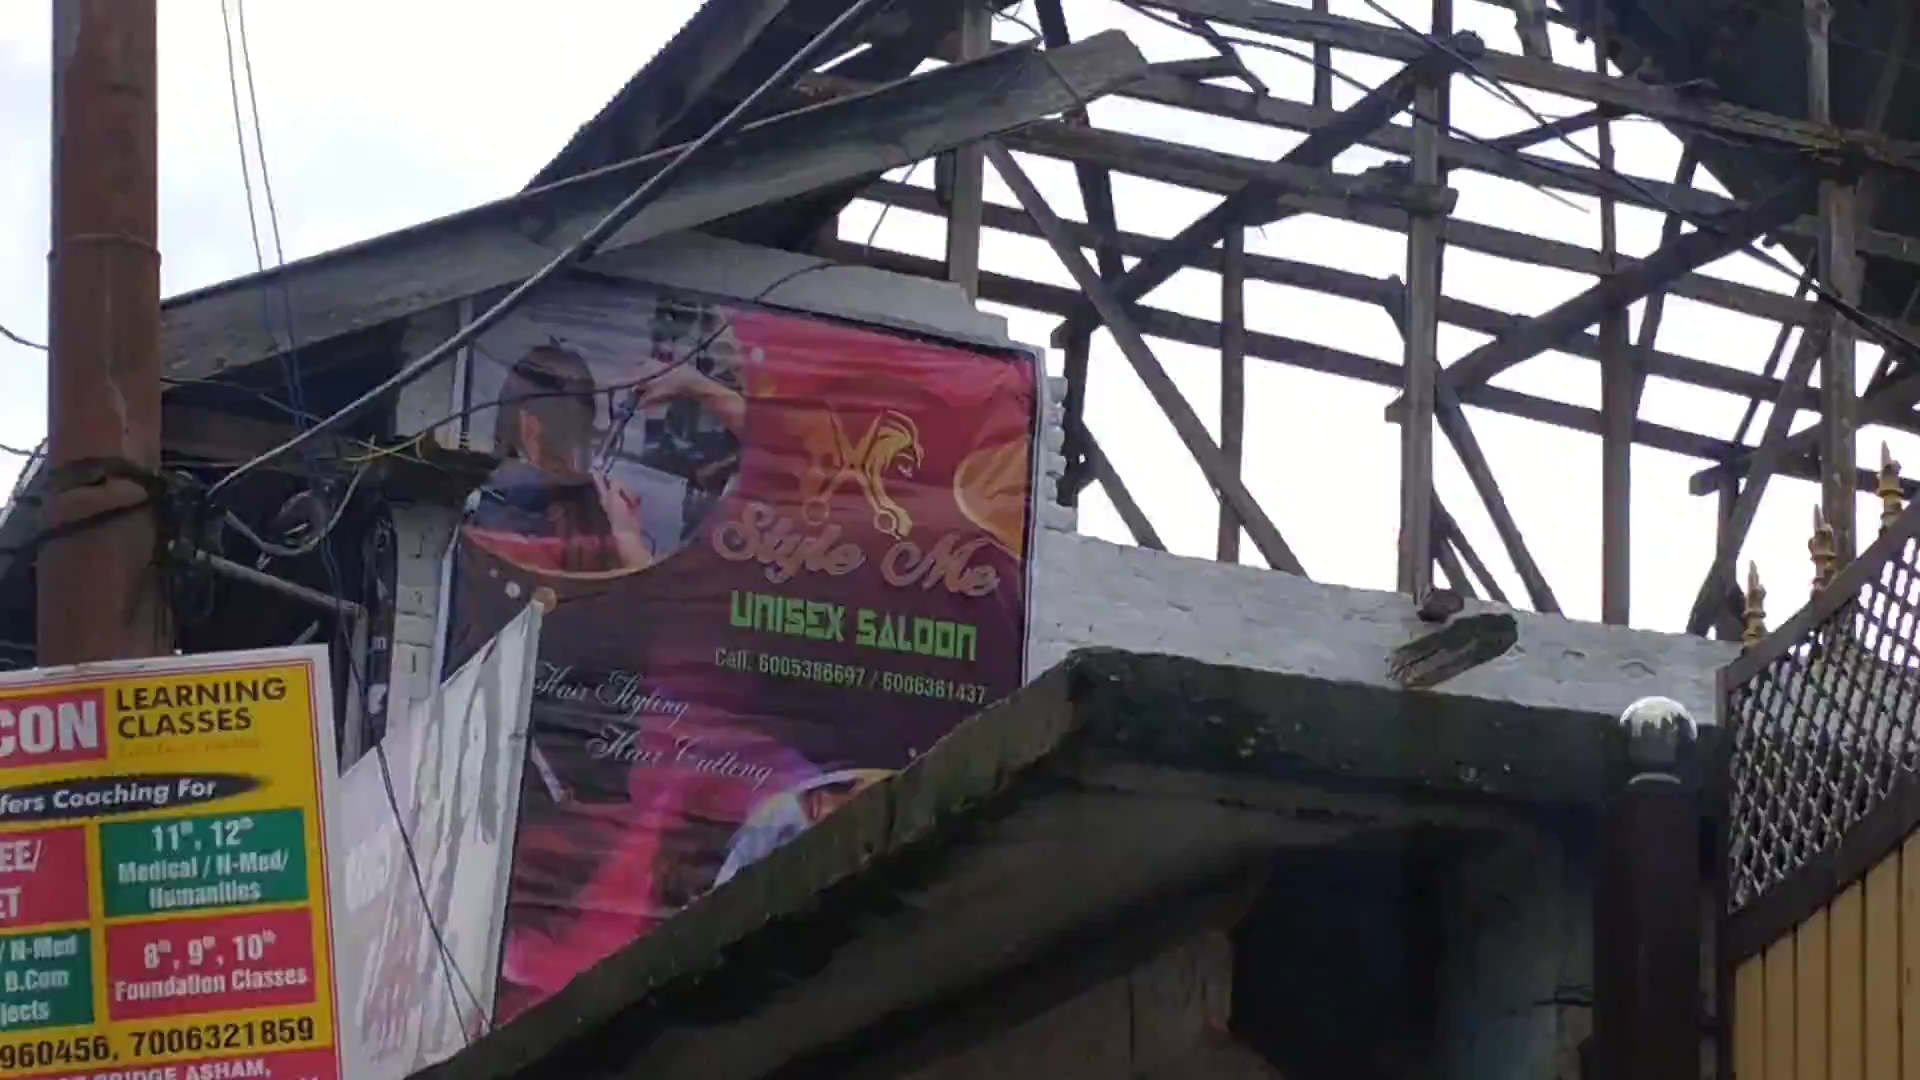 Style Me
UNISEX SALOON
Call. 6005386697 / 6006361437
Hair Styling
Hair Cutting
CON
LEARNING
CLASSES
fers Coaching For
EE/
ET
11th, 12th
Medical / N-Med/
Humanities
/ N-Med
B.Com
jects
8th, 9th, 10th
Foundation Classes
960456, 7006321859
BRIDGE ASHAM,